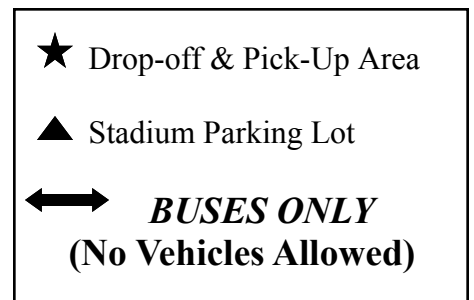 Drop-off & Pick-Up Area
Stadium Parking Lot
BUSES ONLY
(No Vehicles Allowed)